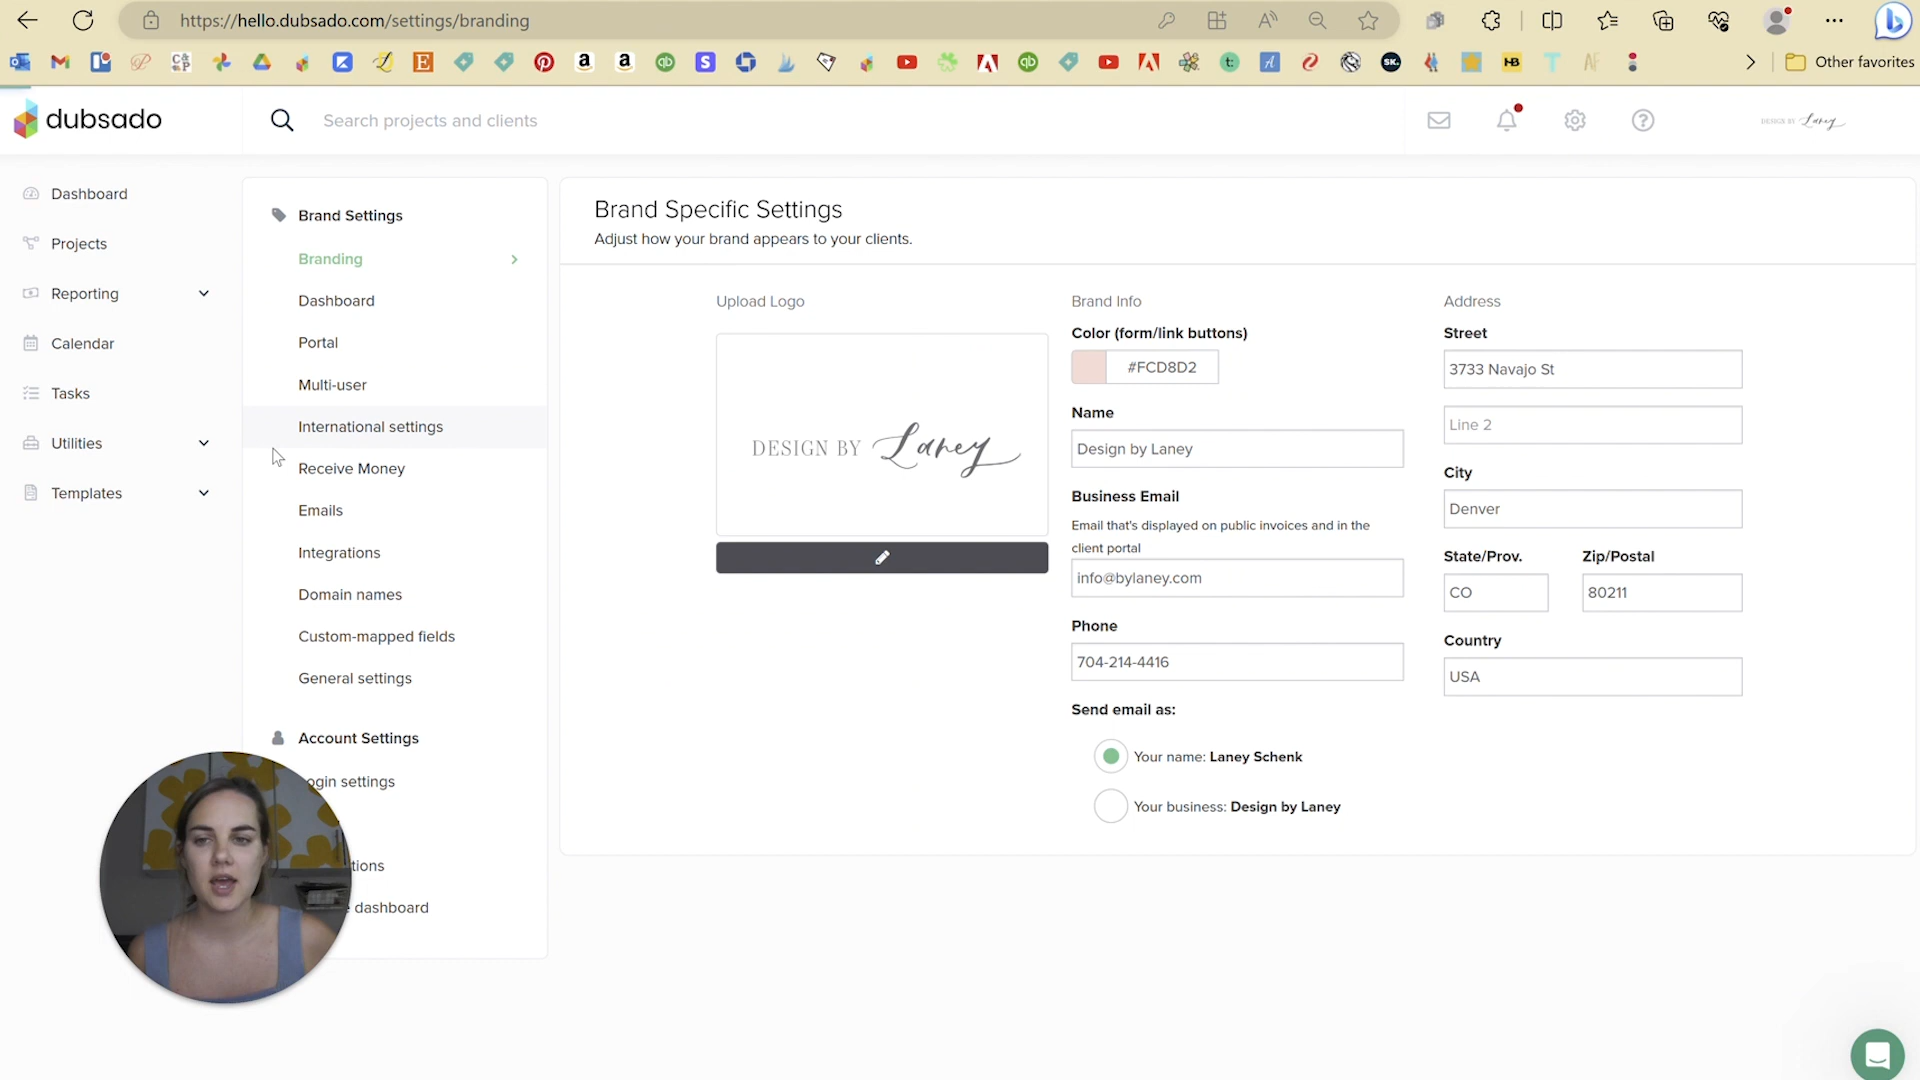 https://hello.dubsado.com/settings/branding
Other favorites
dubsado
Search projects and clients
DESIGN BY Laney
Dashboard
Projects
Reporting
Calendar
Tasks
Utilities
Templates
Brand Settings
Branding
Dashboard
Portal
Multi-user
International settings
Receive Money
Emails
Integrations
Domain names
Custom-mapped fields
General settings
Account Settings
ogin settings
tions
dashboard
Brand Specific Settings
Adjust how your brand appears to your clients.
Upload Logo
DESIGN BY Laney
Brand Info
Color (form/link buttons)
#FCD8D2
Name
Design by Laney
Business Email
Email that's displayed on public invoices and in the
client portal
info@bylaney.com
Phone
704-214-4416
Send email as:
Your name: Laney Schenk
Your business: Design by Laney
Address
Street
3733 Navajo St
Line 2
City
Denver
State/Prov.
Zip/Postal
CO
80211
Country
USA